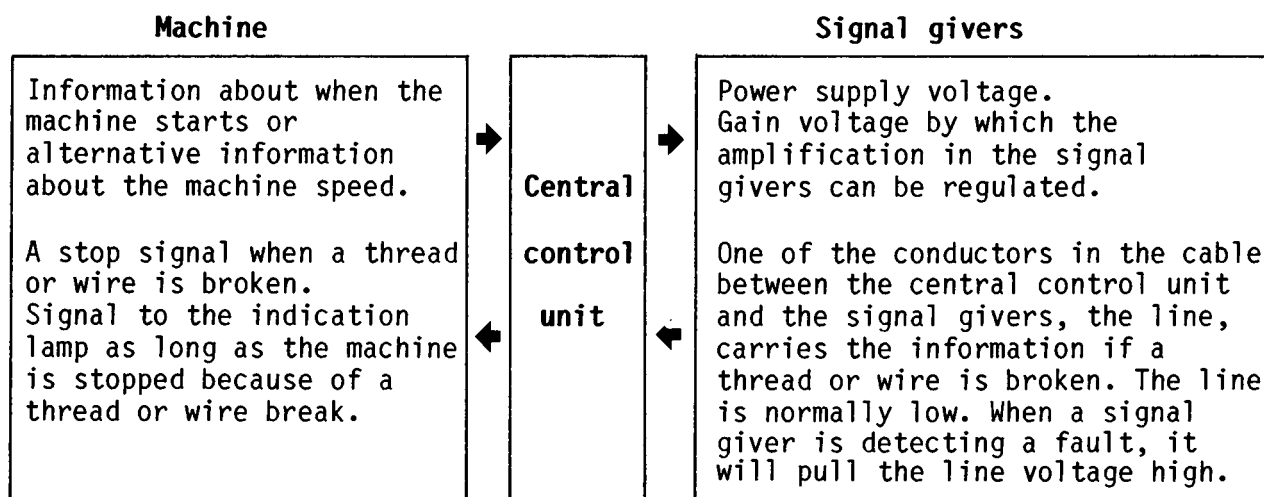 Machine
Signal givers
Information about when the
machine starts or
alternative information
about the machine speed.
A stop signal when a thread
or wire is broken.
Signal to the indication
lamp as long as the machine
is stopped because of a
thread or wire break.
Central
control
unit
Power supply voltage.
Gain voltage by which the
amplification in the signal
givers can be regulated.
One of the conductors in the cable
between the central control unit
and the signal givers, the line,
carries the information if a
thread or wire is broken. The line
is normally low. When a signal
giver is detecting a fault, it
will pull the line voltage high.